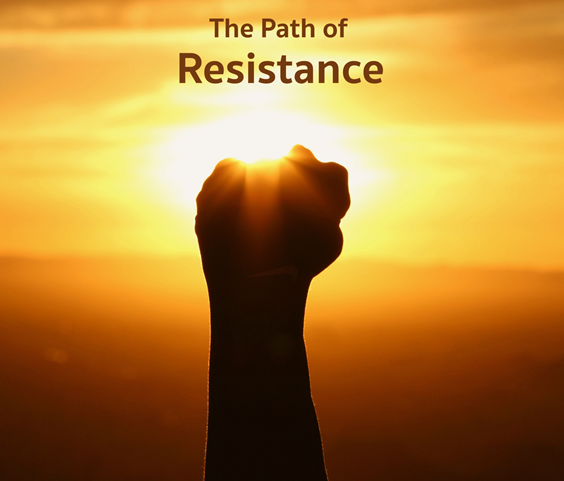 The Path of
Resistance